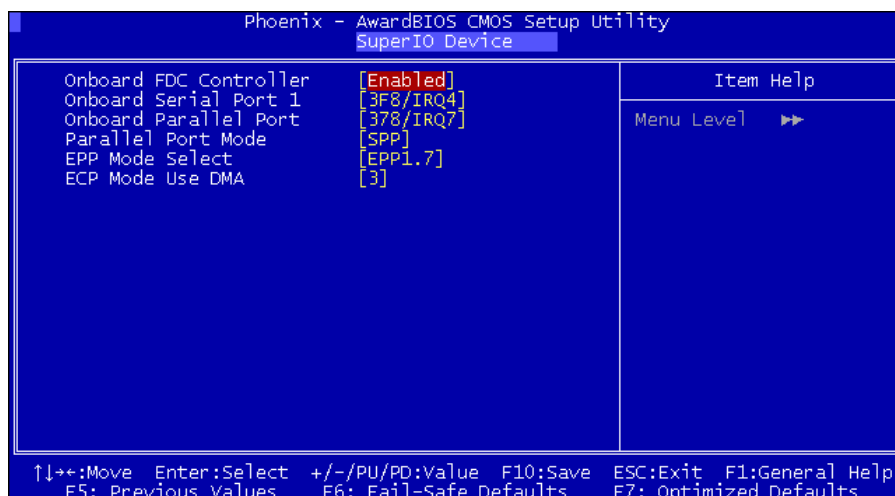 Phoenix - AwardBIOS CMOS Setup Utility
SuperIO Device
Onboard FDC Controller [Enabled]
Onboard Serial Port 1 [3F8/IRQ4]
Onboard Parallel Port [378/IRQ7]
Parallel Port Mode [SPP]
EPP Mode Select [EPP1.7]
ECP Mode Use DMA [3]
Item Help
Menu Level ▸▸
↑↓→←:Move Enter:Select +/-/PU/PD:Value F10:Save ESC:Exit F1:General Help
F5: Previous Values F6: Fail-Safe Defaults F7: Optimized Defaults